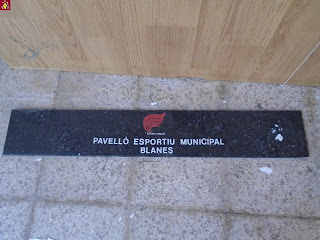 PAVELLÓ ESPORTIU MUNICIPAL
BLANES